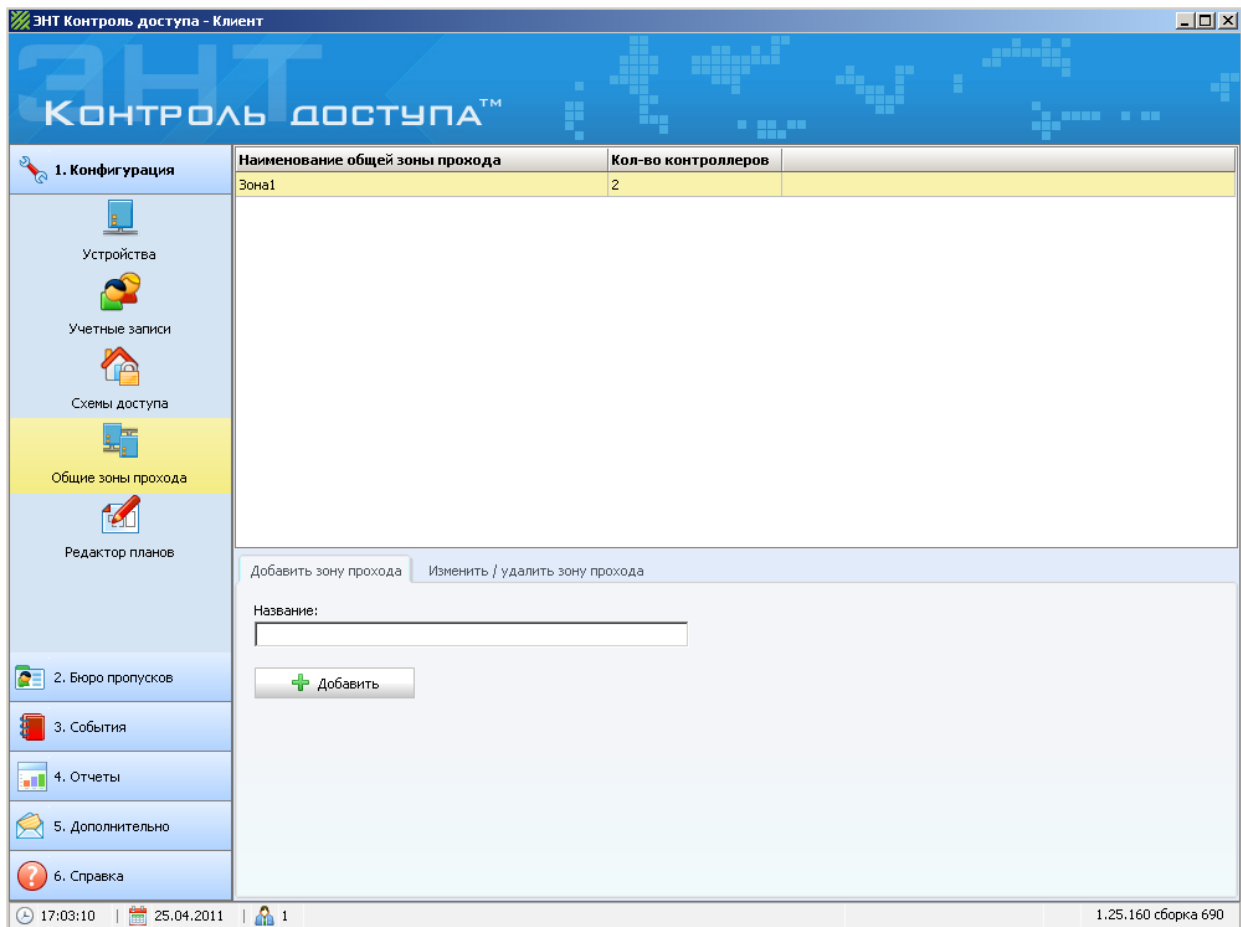 ЭНТ Контроль доступа - Клиент
ЭНТ
Контроль доступа™
1. Конфигурация
Устройства
Учетные записи
Схемы доступа
Общие зоны прохода
Редактор планов
2. Бюро пропусков
3. События
4. Отчеты
5. Дополнительно
6. Справка
Наименование общей зоны прохода Кол-во контроллеров
Зона1 2
Добавить зону прохода Изменить / удалить зону прохода
Название:
Добавить
17:03:10 | 25.04.2011 | 1 1.25.160 сборка 690